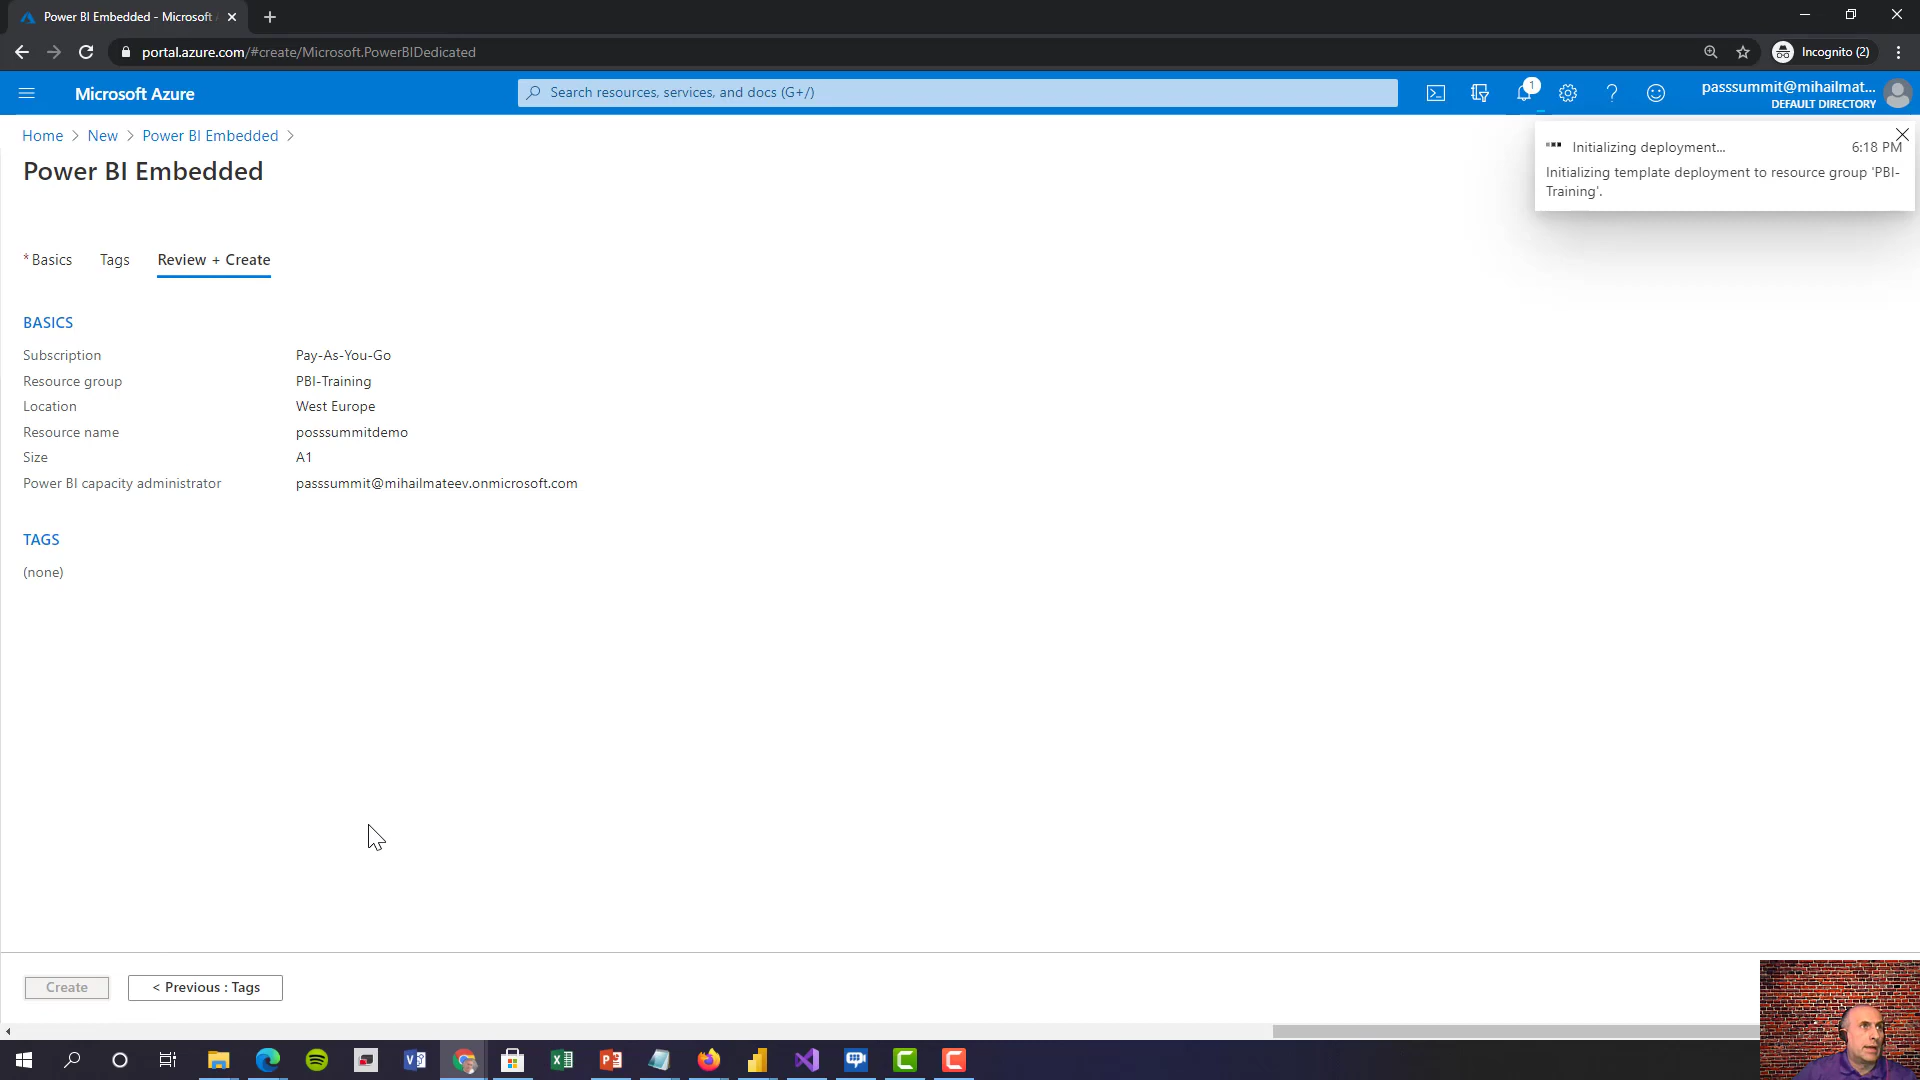 Power BI Embedded - Microsoft
portal.azure.com/#create/Microsoft.PowerBIDedicated
Incognito (2)
Microsoft Azure
Search resources, services, and docs (G+/)
1
passsummit@mihailmat...
DEFAULT DIRECTORY
Home > New > Power BI Embedded >
Power BI Embedded
Initializing deployment...
6:18 PM
Initializing template deployment to resource group 'PBI-
Training'.
* Basics
Tags
Review + Create
BASICS
Subscription
Pay-As-You-Go
Resource group
PBI-Training
Location
West Europe
Resource name
posssummitdemo
Size
A1
Power BI capacity administrator
passsummit@mihailmateev.onmicrosoft.com
TAGS
(none)
Create
< Previous : Tags